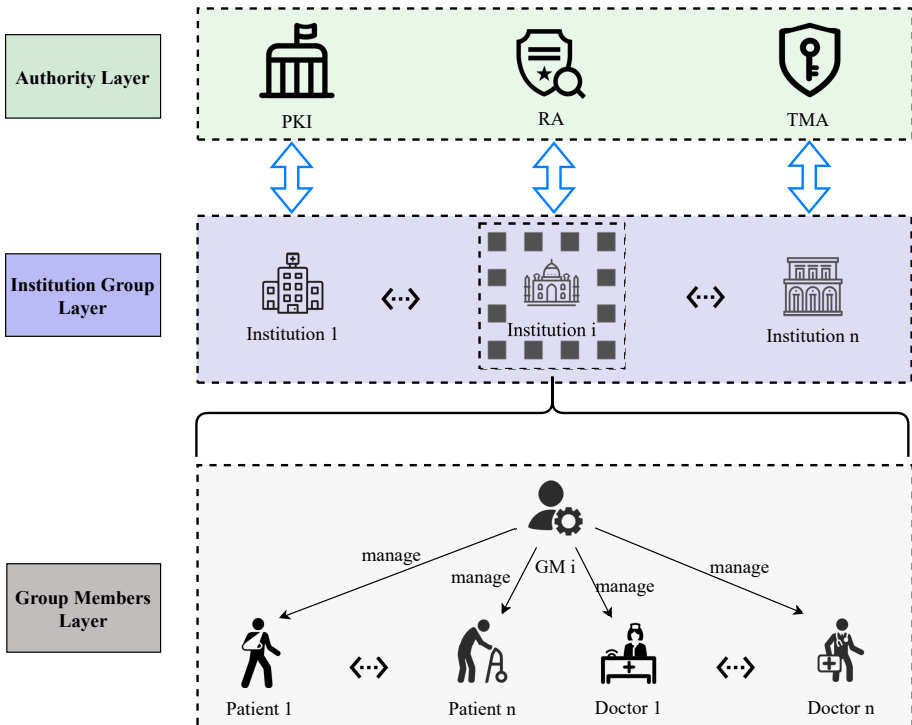 Authority Layer
PKI
RA
TMA
Institution Group
Layer
Institution 1
Institution i
Institution n
Group Members
Layer
GM i
manage
manage
manage
manage
Patient 1
Patient n
Doctor 1
Doctor n